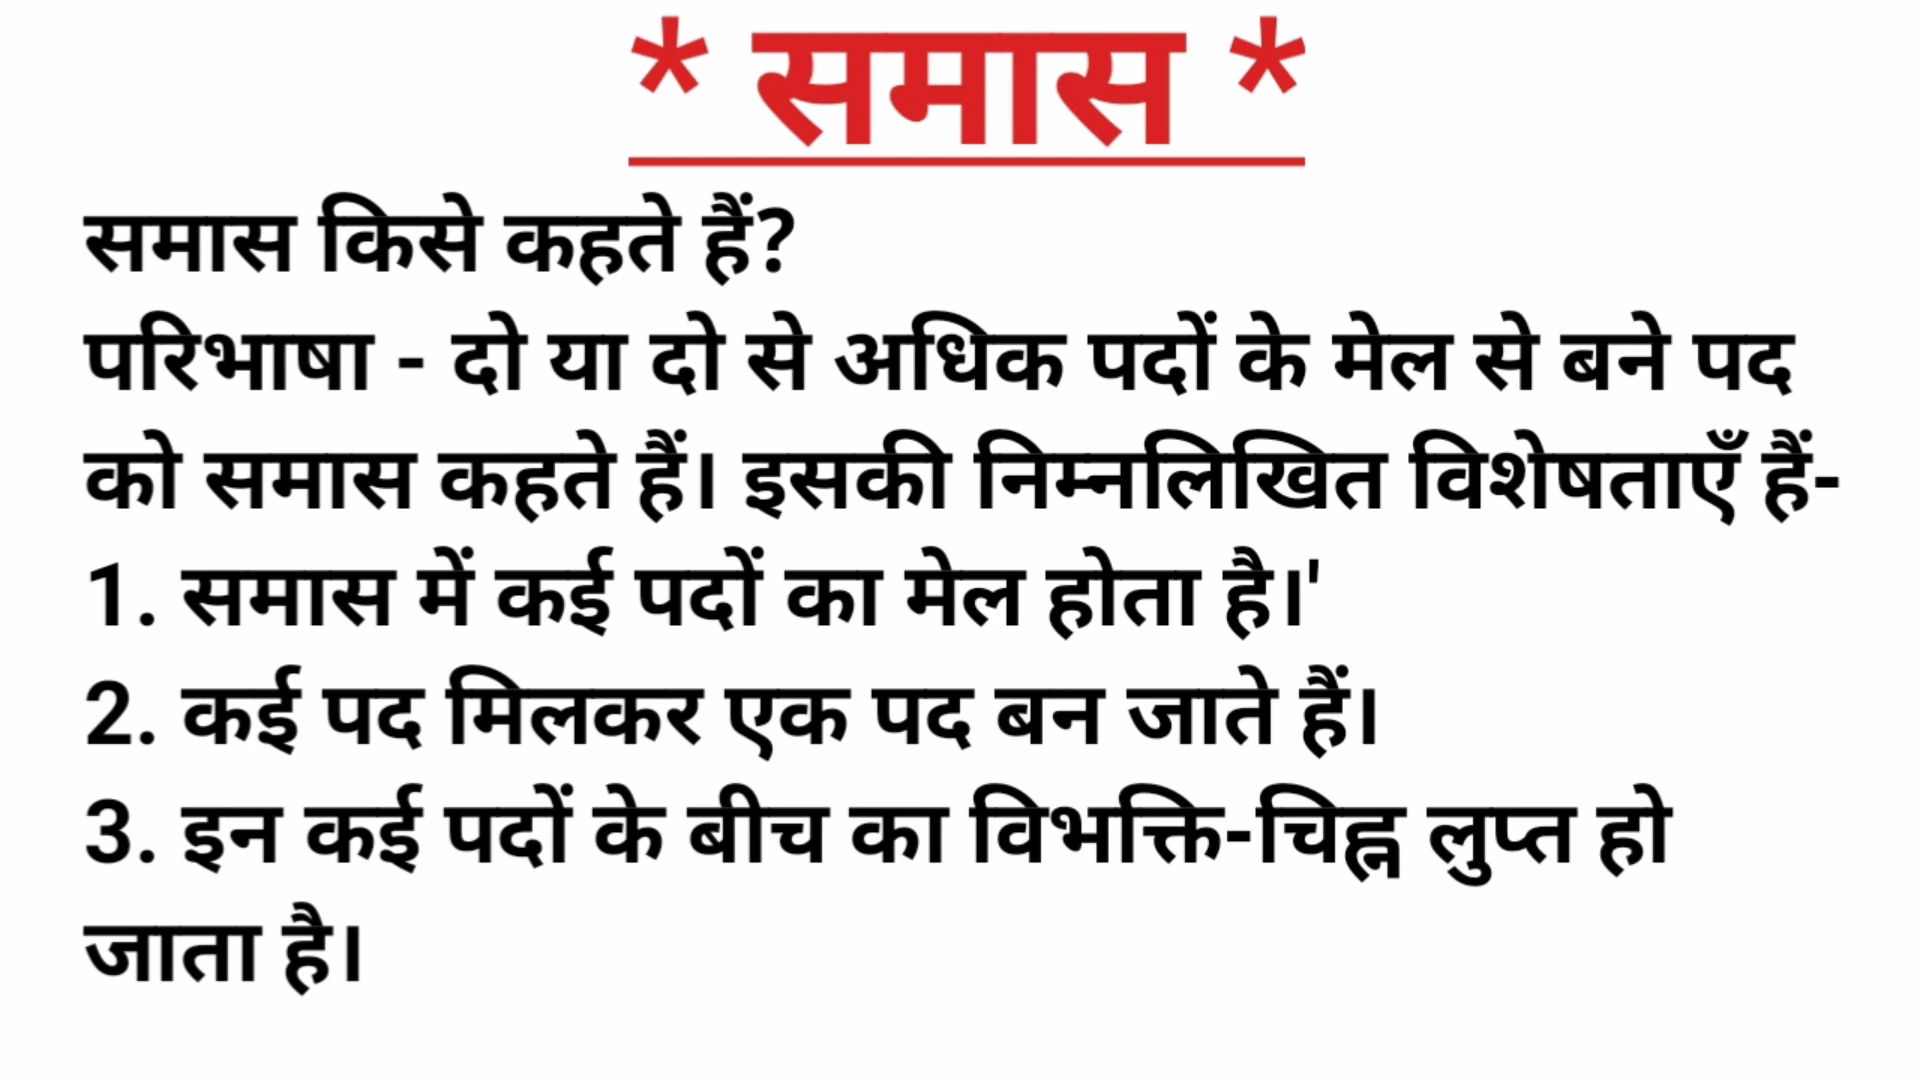 * समास *
समास किसे कहते हैं?
परिभाषा - दो या दो से अधिक पदों के मेल से बने पद
को समास कहते हैं। इसकी निम्नलिखित विशेषताएँ हैं-
1. समास में कई पदों का मेल होता है।'
2. कई पद मिलकर एक पद बन जाते हैं।
3. इन कई पदों के बीच का विभक्ति-चिह्न लुप्त हो
जाता है।